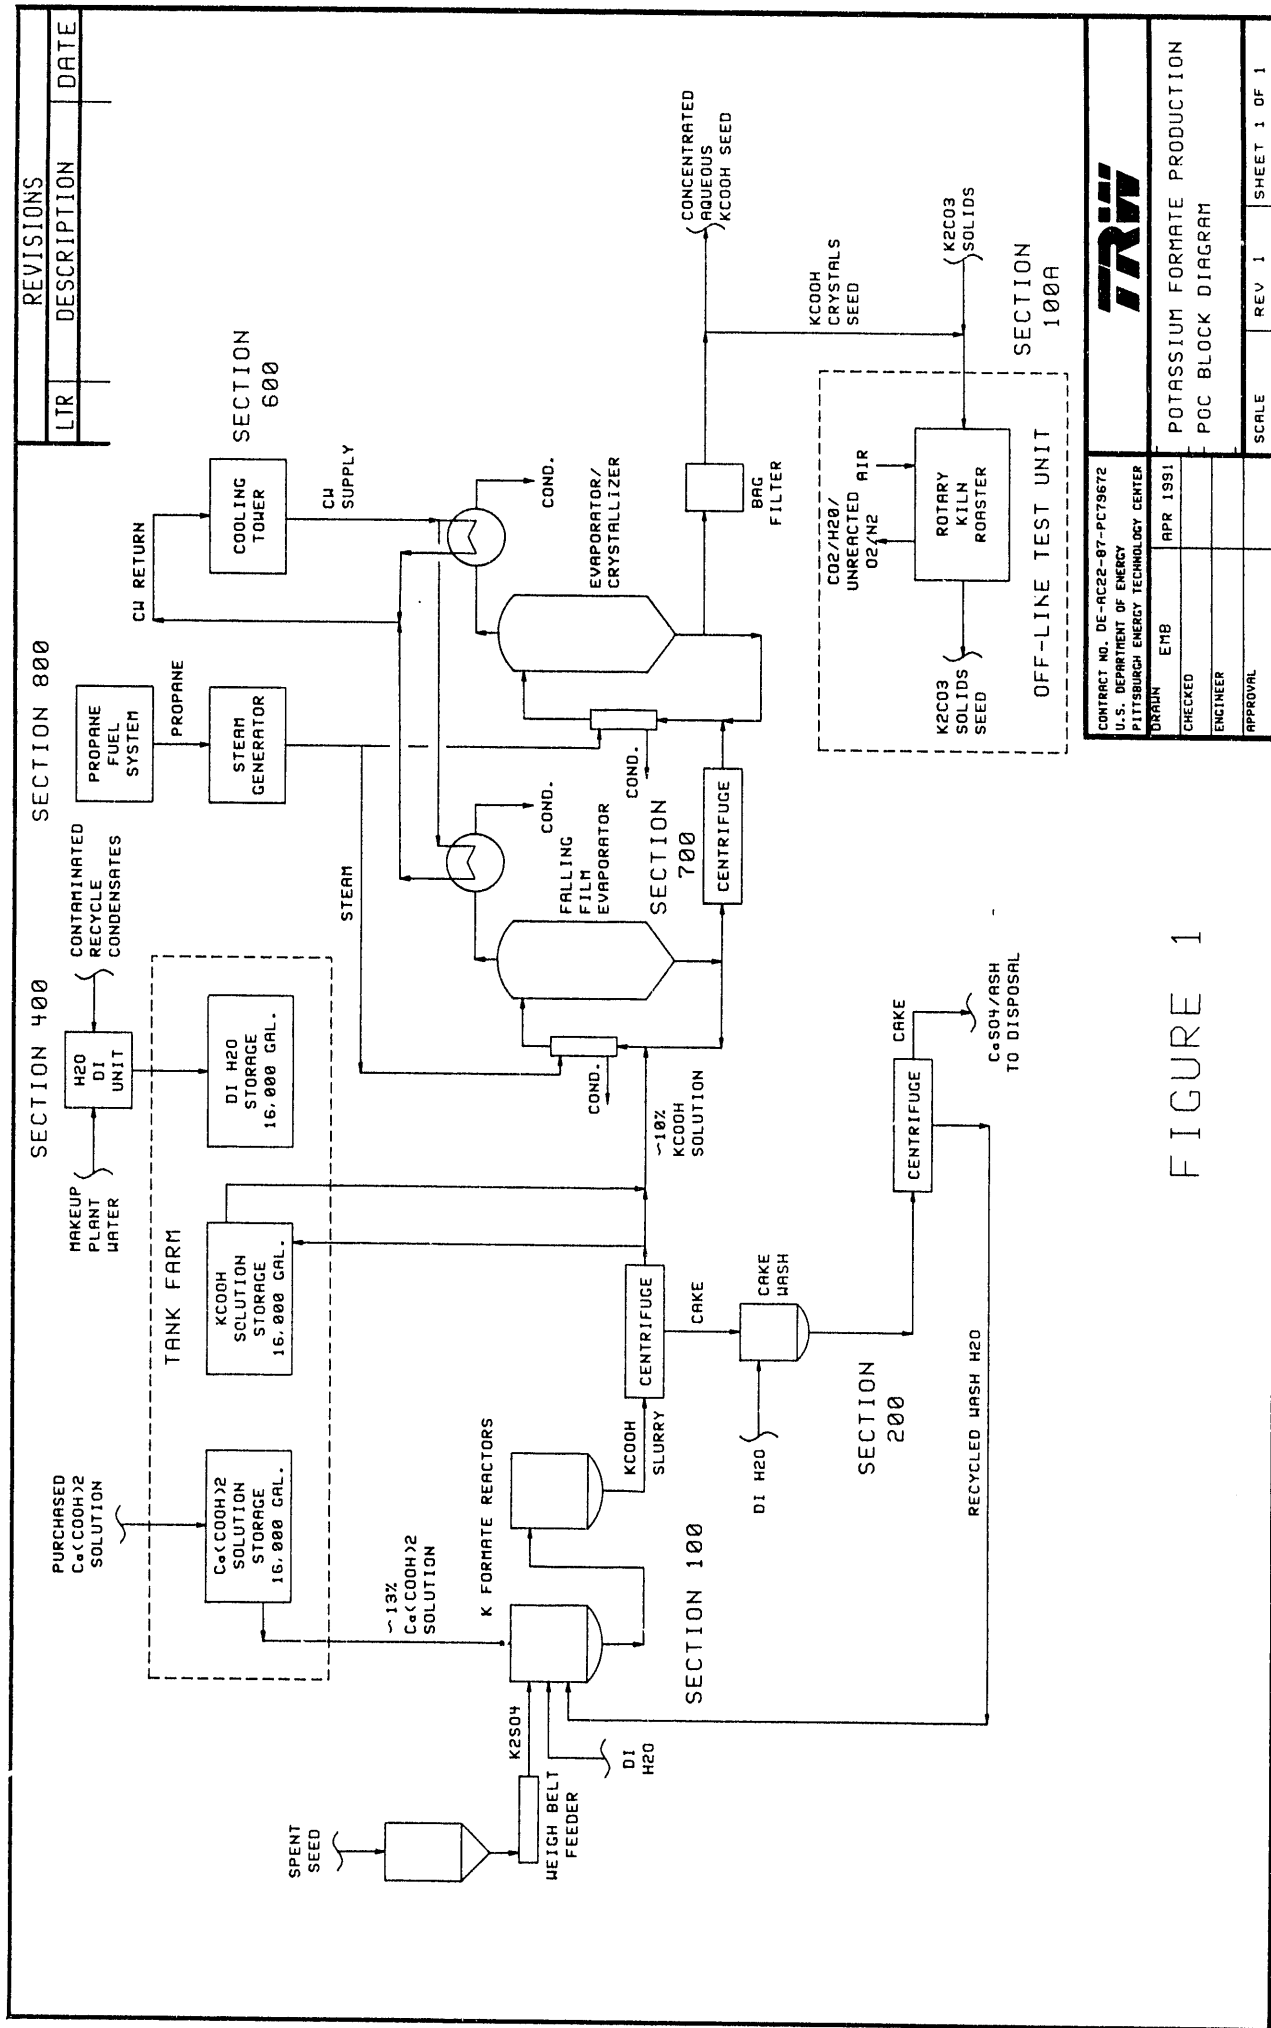 REVISIONS
LTR
DESCRIPTION
DATE
SECTION 400
SECTION 800
SECTION
600
PURCHASED
Ca(COOH)2
SOLUTION
MAKEUP
PLANT
WATER
H2O
DI
UNIT
CONTAMINATED
RECYCLE
CONDENSATES
PROPANE
FUEL
SYSTEM
PROPANE
STEAM
GENERATOR
CW RETURN
COOLING
TOWER
CW
SUPPLY
TANK FARM
Ca(COOH)2
SOLUTION
STORAGE
16,000 GAL.
KCOOH
SOLUTION
STORAGE
16,000 GAL.
DI H2O
STORAGE
16,000 GAL.
STEAM
SPENT
SEED
WEIGH BELT
FEEDER
K2SO4
DI
H2O
~13%
Ca(COOH)2
SOLUTION
K FORMATE REACTORS
SECTION 100
KCOOH
SLURRY
CENTRIFUGE
CAKE
DI H2O
CAKE
WASH
SECTION
200
RECYCLED WASH H2O
CENTRIFUGE
CAKE
CaSO4/ASH
TO DISPOSAL
~10%
KCOOH
SOLUTION
COND.
FALLING
FILM
EVAPORATOR
COND.
SECTION
700
CENTRIFUGE
COND.
EVAPORATOR/
CRYSTALLIZER
COND.
BAG
FILTER
CONCENTRATED
AQUEOUS
KCOOH SEED
KCOOH
CRYSTALS
SEED
K2CO3
SOLIDS
SECTION
100A
CO2/H2O/
UNREACTED
O2/N2
AIR
ROTARY
KILN
ROASTER
K2CO3
SOLIDS
SEED
OFF-LINE TEST UNIT
FIGURE 1
CONTRACT NO. DE-AC22-87-PC79672
U.S. DEPARTMENT OF ENERGY
PITTSBURGH ENERGY TECHNOLOGY CENTER
TRW
DRAWN
EMB
APR 1991
CHECKED
ENGINEER
APPROVAL
POTASSIUM FORMATE PRODUCTION
POC BLOCK DIAGRAM
SCALE
REV 1
SHEET 1 OF 1